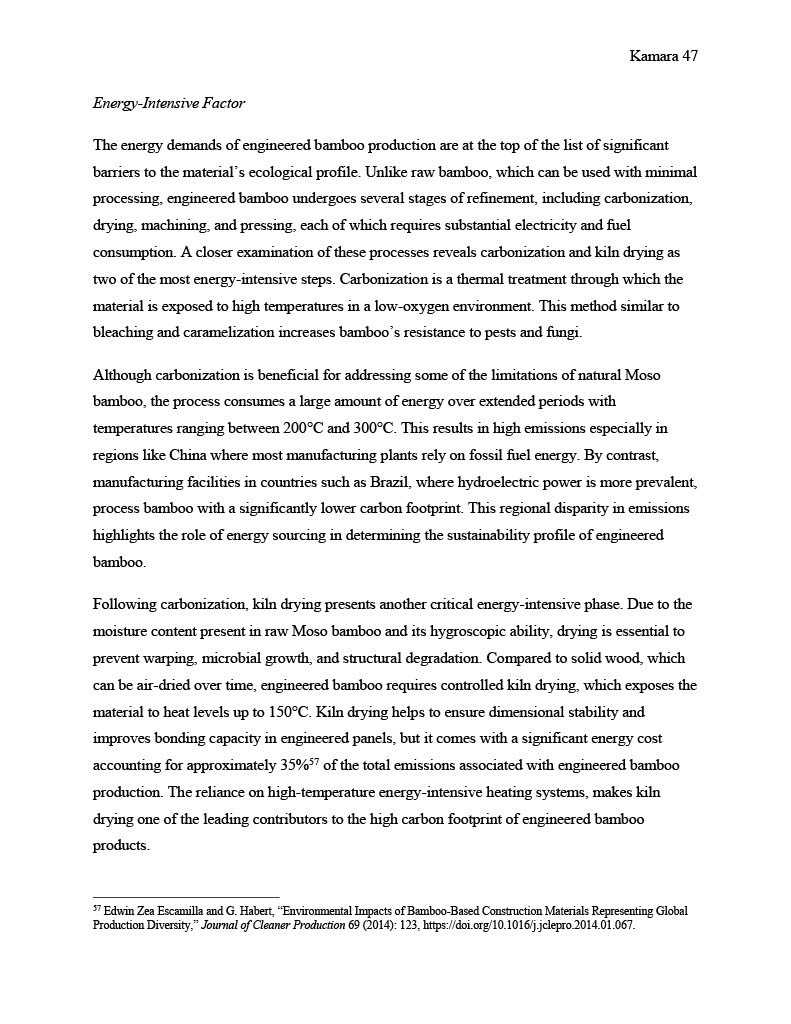 Kamara 47
Energy-Intensive Factor
The energy demands of engineered bamboo production are at the top of the list of significant
barriers to the material's ecological profile. Unlike raw bamboo, which can be used with minimal
processing, engineered bamboo undergoes several stages of refinement, including carbonization,
drying, machining, and pressing, each of which requires substantial electricity and fuel
consumption. A closer examination of these processes reveals carbonization and kiln drying as
two of the most energy-intensive steps. Carbonization is a thermal treatment through which the
material is exposed to high temperatures in a low-oxygen environment. This method similar to
bleaching and caramelization increases bamboo's resistance to pests and fungi.
Although carbonization is beneficial for addressing some of the limitations of natural Moso
bamboo, the process consumes a large amount of energy over extended periods with
temperatures ranging between 200°C and 300°C. This results in high emissions especially in
regions like China where most manufacturing plants rely on fossil fuel energy. By contrast,
manufacturing facilities in countries such as Brazil, where hydroelectric power is more prevalent,
process bamboo with a significantly lower carbon footprint. This regional disparity in emissions
highlights the role of energy sourcing in determining the sustainability profile of engineered
bamboo.
Following carbonization, kiln drying presents another critical energy-intensive phase. Due to the
moisture content present in raw Moso bamboo and its hygroscopic ability, drying is essential to
prevent warping, microbial growth, and structural degradation. Compared to solid wood, which
can be air-dried over time, engineered bamboo requires controlled kiln drying, which exposes the
material to heat levels up to 150°C. Kiln drying helps to ensure dimensional stability and
improves bonding capacity in engineered panels, but it comes with a significant energy cost
accounting for approximately 35%⁵⁷ of the total emissions associated with engineered bamboo
production. The reliance on high-temperature energy-intensive heating systems, makes kiln
drying one of the leading contributors to the high carbon footprint of engineered bamboo
products.
⁵⁷ Edwin Zea Escamilla and G. Habert, “Environmental Impacts of Bamboo-Based Construction Materials Representing Global
Production Diversity,” Journal of Cleaner Production 69 (2014): 123, https://doi.org/10.1016/j.jclepro.2014.01.067.